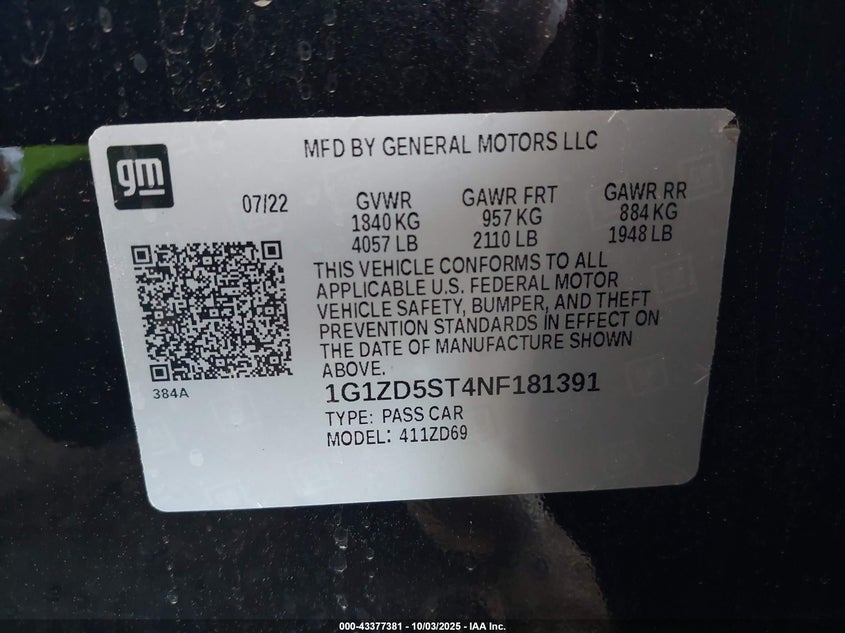 MFD BY GENERAL MOTORS LLC
gm
07/22
GVWR GAWR FRT GAWR RR
1840 KG 957 KG 884 KG
4057 LB 2110 LB 1948 LB
THIS VEHICLE CONFORMS TO ALL
APPLICABLE U.S. FEDERAL MOTOR
VEHICLE SAFETY, BUMPER, AND THEFT
PREVENTION STANDARDS IN EFFECT ON
THE DATE OF MANUFACTURE SHOWN
ABOVE.
384A
1G1ZD5ST4NF181391
TYPE: PASS CAR
MODEL: 411ZD69
000-43377381 - 10/03/2025 - IAA Inc.